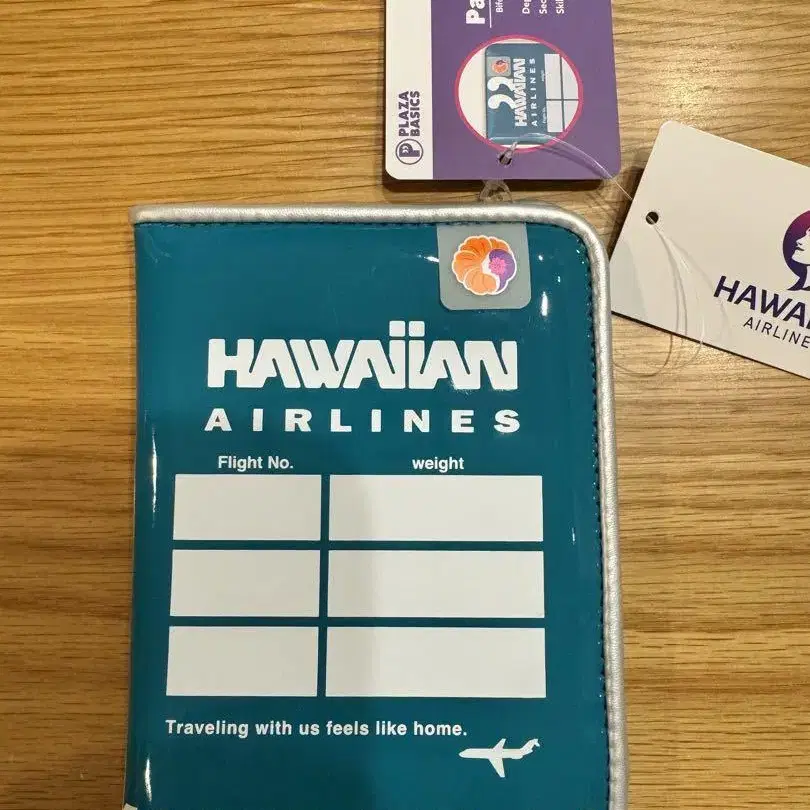 PLAZA
BASICS
HAWAIIAN
AIRLINES
HAWAIIAN
AIRLINES
Flight No.
weight
Traveling with us feels like home.